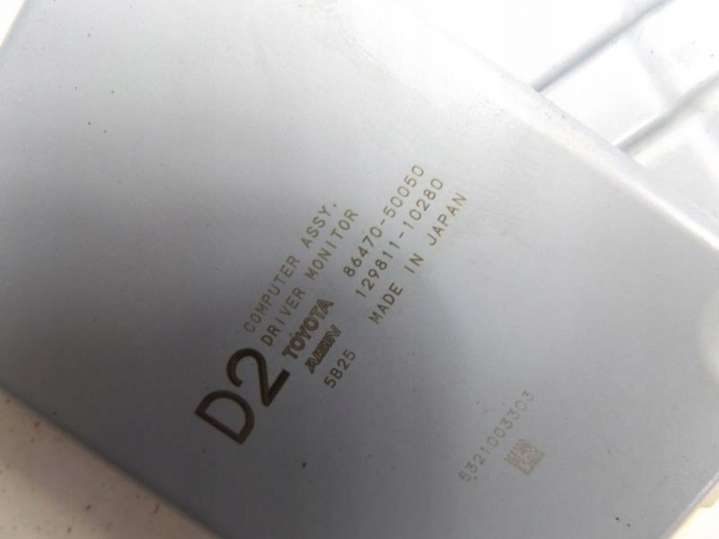 COMPUTER ASSY,
DRIVER MONITOR
D2
TOYOTA 86470-50050
AISIN 129811-10280
5B25 MADE IN JAPAN
5321003303